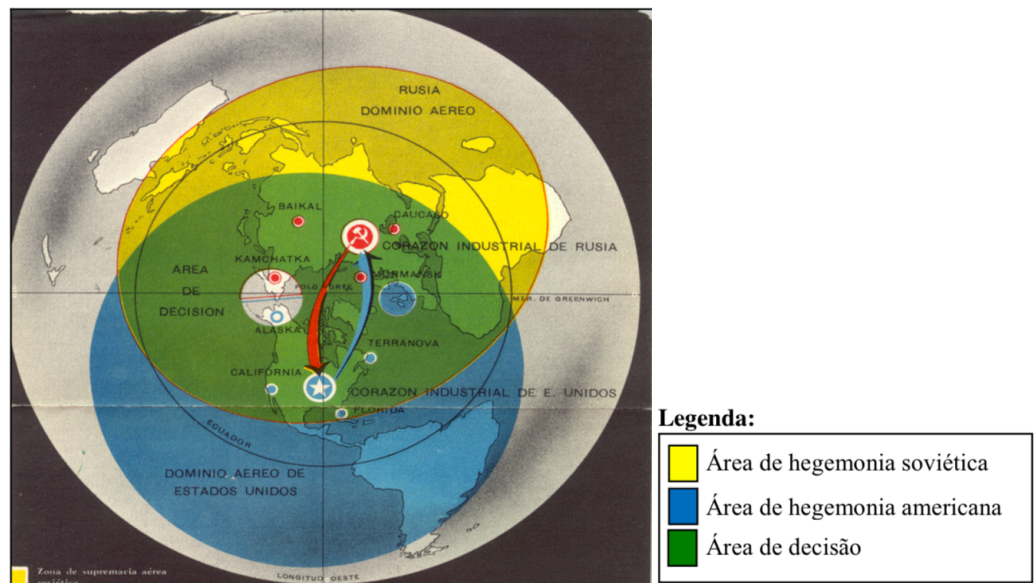 RUSIA
DOMINIO AEREO
BAIKAL
CAUCASO
CORAZON INDUSTRIAL DE RUSIA
KAMCHATKA
MURMANSK
AREA
DE
DECISION
POLO NORTE
MER. DE GREENWICH
ALASKA
TERRANOVA
CALIFORNIA
CORAZON INDUSTRIAL DE E. UNIDOS
FLORIDA
ECUADOR
DOMINIO AEREO DE
ESTADOS UNIDOS
LONGITUD OESTE
Zona de supremacia aérea
soviética
Legenda:
Área de hegemonia soviética
Área de hegemonia americana
Área de decisão